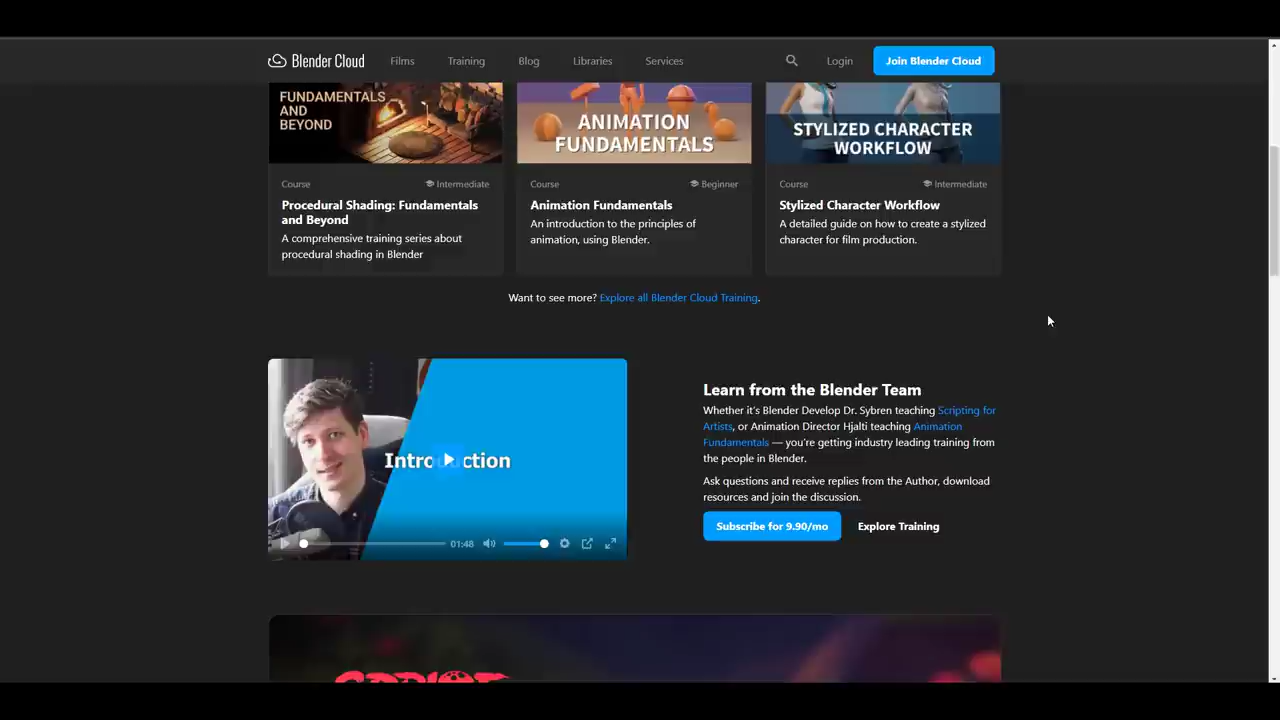 Blender Cloud Films Training Blog Libraries Services Login Join Blender Cloud
FUNDAMENTALS
AND
BEYOND
ANIMATION
FUNDAMENTALS
STYLIZED CHARACTER
WORKFLOW
Course Intermediate
Procedural Shading: Fundamentals
and Beyond
A comprehensive training series about
procedural shading in Blender
Course Beginner
Animation Fundamentals
An introduction to the principles of
animation, using Blender.
Course Intermediate
Stylized Character Workflow
A detailed guide on how to create a stylized
character for film production.
Want to see more? Explore all Blender Cloud Training.
Introduction
01:48
Learn from the Blender Team
Whether it's Blender Develop Dr. Sybren teaching Scripting for
Artists, or Animation Director Hjalti teaching Animation
Fundamentals — you're getting industry leading training from
the people in Blender.
Ask questions and receive replies from the Author, download
resources and join the discussion.
Subscribe for 9.90/mo Explore Training